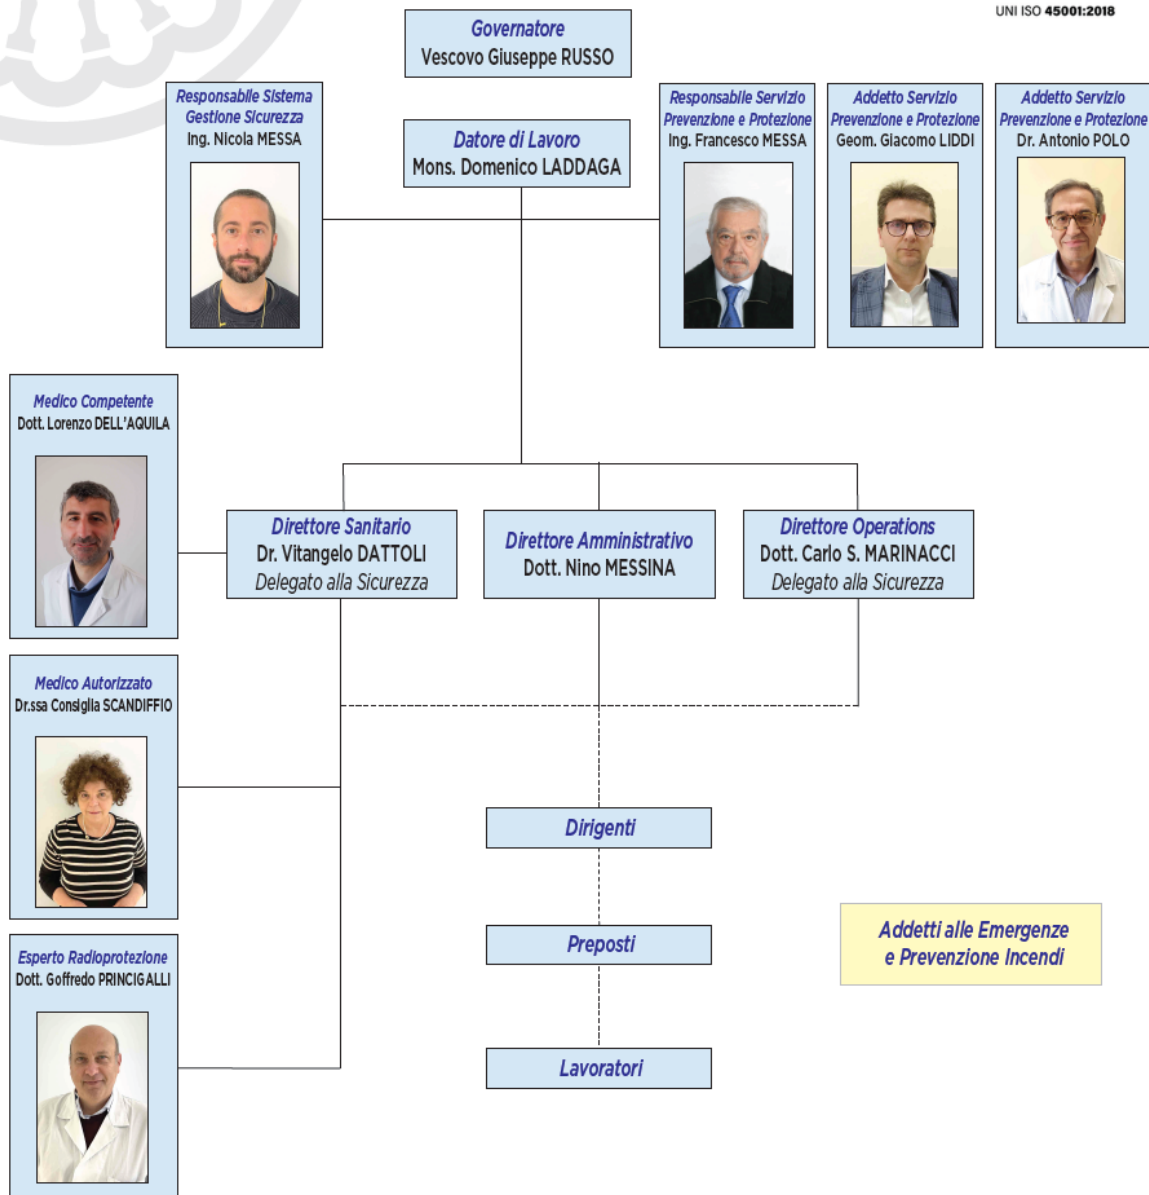 UNI ISO 45001:2018
Governatore
Vescovo Giuseppe RUSSO
Responsabile Sistema
Gestione Sicurezza
Ing. Nicola MESSA
Datore di Lavoro
Mons. Domenico LADDAGA
Responsabile Servizio
Prevenzione e Protezione
Ing. Francesco MESSA
Addetto Servizio
Prevenzione e Protezione
Geom. Giacomo LIDDI
Addetto Servizio
Prevenzione e Protezione
Dr. Antonio POLO
Medico Competente
Dott. Lorenzo DELL'AQUILA
Direttore Sanitario
Dr. Vitangelo DATTOLI
Delegato alla Sicurezza
Direttore Amministrativo
Dott. Nino MESSINA
Direttore Operations
Dott. Carlo S. MARINACCI
Delegato alla Sicurezza
Medico Autorizzato
Dr.ssa Consiglia SCANDIFFIO
Dirigenti
Preposti
Addetti alle Emergenze
e Prevenzione Incendi
Esperto Radioprotezione
Dott. Goffredo PRINCIGALLI
Lavoratori